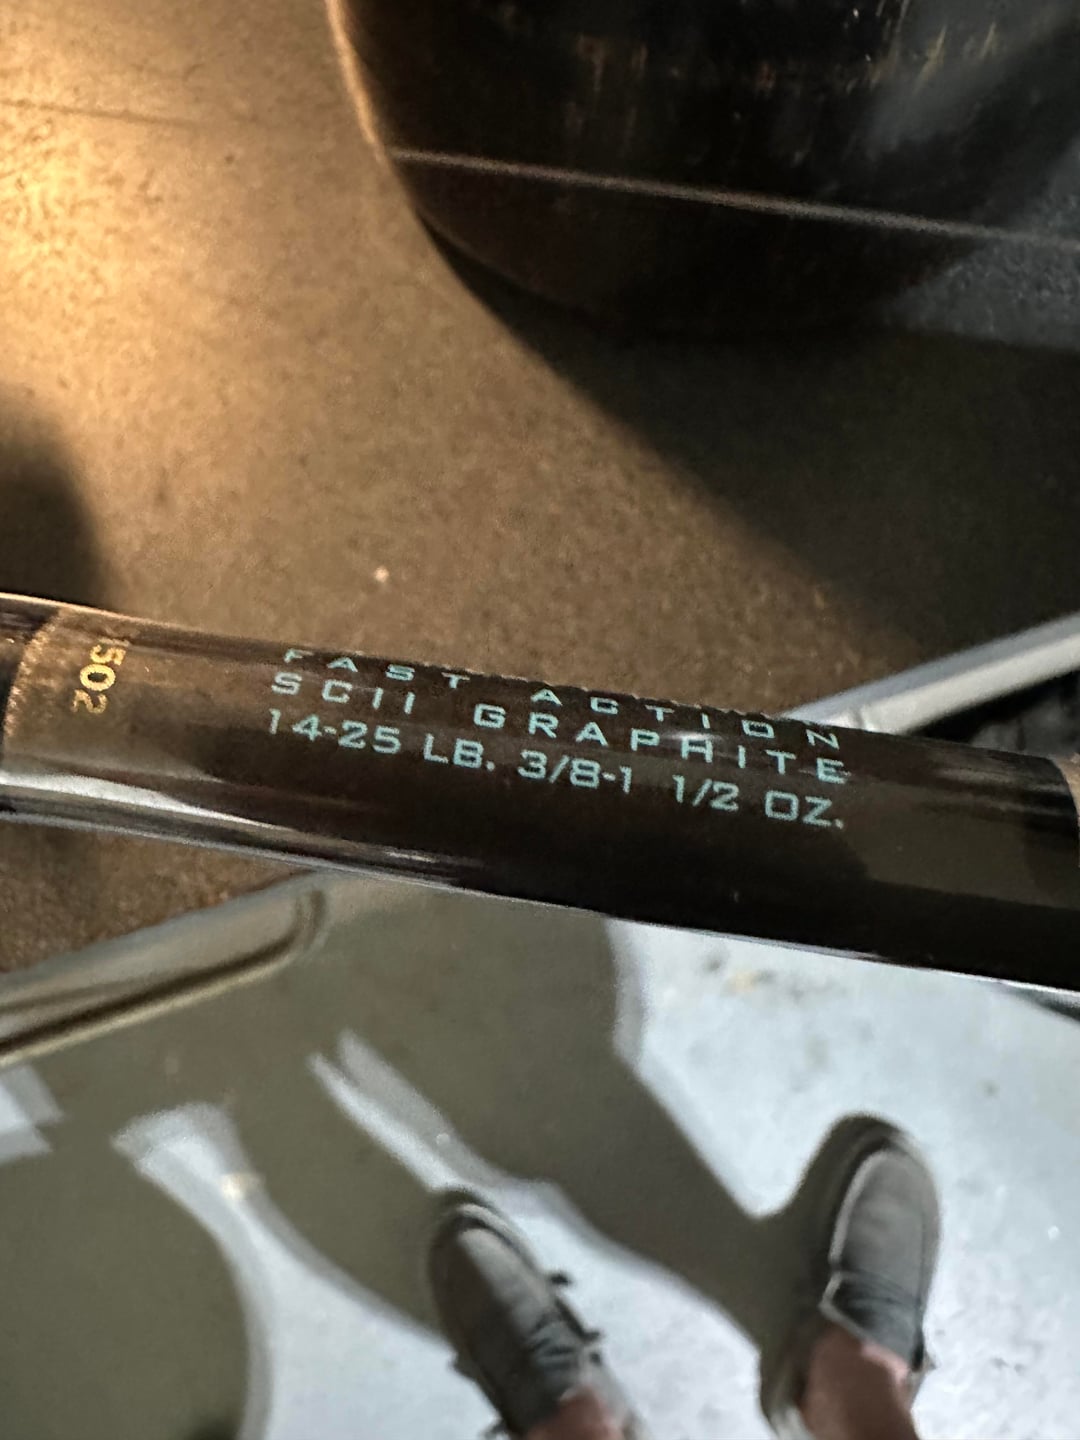 FAST ACTION
SCII GRAPHITE
14-25 LB. 3/8-1 1/2 OZ.